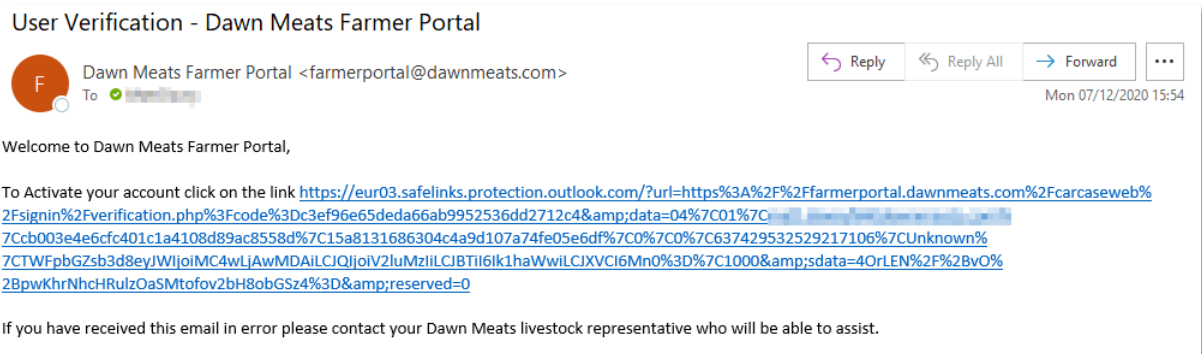 User Verification - Dawn Meats Farmer Portal
F
Dawn Meats Farmer Portal <farmerportal@dawnmeats.com>
Reply
Reply All
Forward
To
Mon 07/12/2020 15:54
Welcome to Dawn Meats Farmer Portal,
To Activate your account click on the link https://eur03.safelinks.protection.outlook.com/?url=https%3A%2F%2Ffarmerportal.dawnmeats.com%2Fcarcaseweb%
2Fsignin%2Fverification.php%3Fcode%3Dc3ef96e65deda66ab9952536dd2712c4&amp;data=04%7C01%7C
7Ccb003e4e6cfc401c1a4108d89ac8558d%7C15a8131686304c4a9d107a74fe05e6df%7C0%7C0%7C637429532529217106%7CUnknown%
7CTWFpbGZsb3d8eyJWIjoiMC4wLjAwMDAiLCJQIjoiV2luMzIiLCJBTiI6Ik1haWwiLCJXVCI6Mn0%3D%7C1000&amp;sdata=4OrLEN%2F%2BvO%
2BpwKhrNhcHRulzOaSMtofov2bH8obGSz4%3D&amp;reserved=0
If you have received this email in error please contact your Dawn Meats livestock representative who will be able to assist.